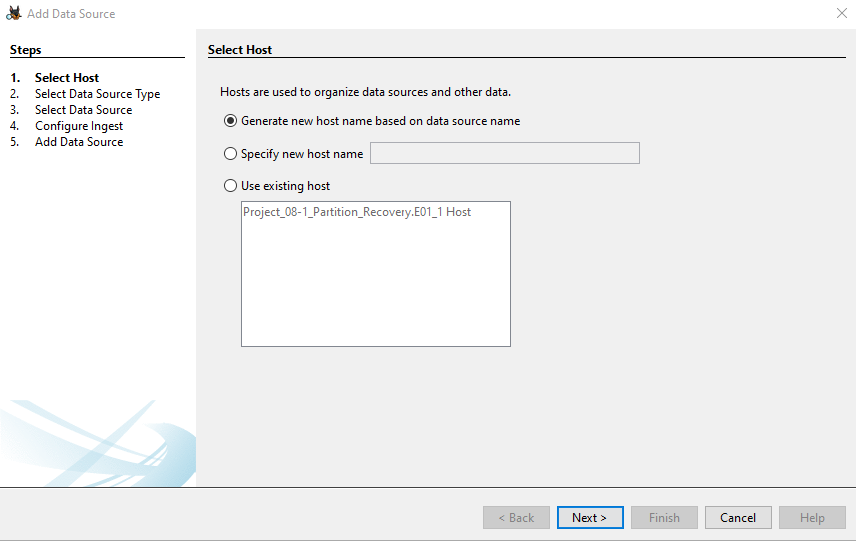 Add Data Source
Steps
1. Select Host
2. Select Data Source Type
3. Select Data Source
4. Configure Ingest
5. Add Data Source
Select Host
Hosts are used to organize data sources and other data.
Generate new host name based on data source name
Specify new host name
Use existing host
Project_08-1_Partition_Recovery.E01_1 Host
< Back
Next >
Finish
Cancel
Help